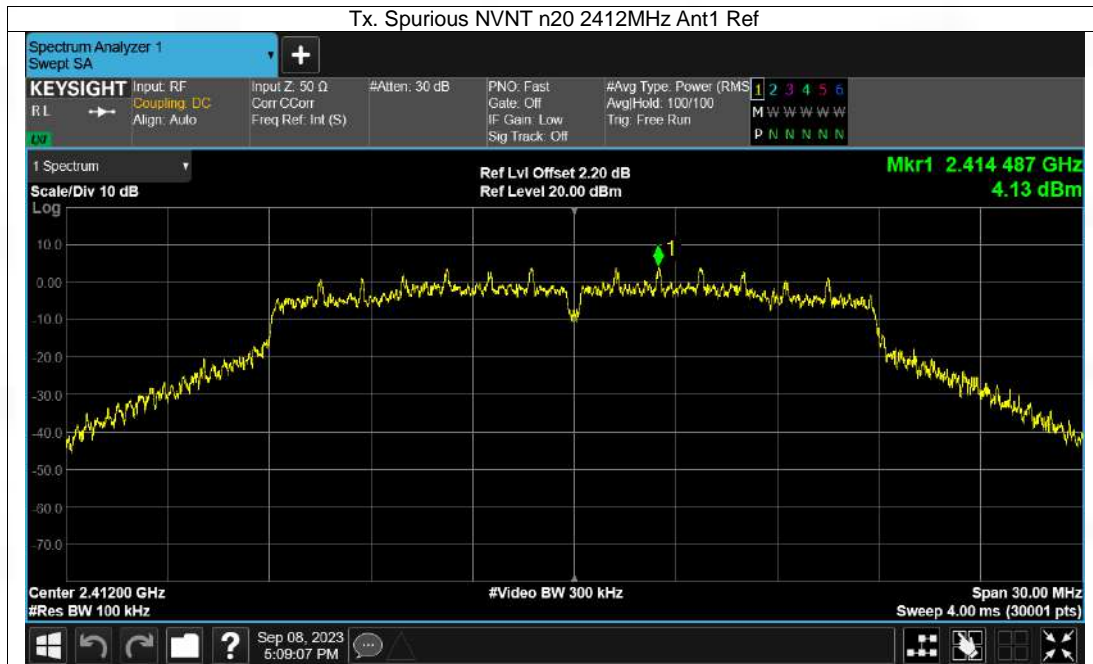 Tx. Spurious NVNT n20 2412MHz Ant1 Ref
Spectrum Analyzer 1
Swept SA
+
KEYSIGHT
R L
LXI
Input: RF
Coupling: DC
Align: Auto
Input Z: 50 Ω
Corr CCorr
Freq Ref: Int (S)
#Atten: 30 dB
PNO: Fast
Gate: Off
IF Gain: Low
Sig Track: Off
#Avg Type: Power (RMS
Avg|Hold: 100/100
Trig: Free Run
1 2 3 4 5 6
M W W W W W
P N N N N N
1 Spectrum
Scale/Div 10 dB
Log
Ref Lvl Offset 2.20 dB
Ref Level 20.00 dBm
Mkr1 2.414 487 GHz
4.13 dBm
1
10.0
0.00
-10.0
-20.0
-30.0
-40.0
-50.0
-60.0
-70.0
Center 2.41200 GHz
#Res BW 100 kHz
#Video BW 300 kHz
Span 30.00 MHz
Sweep 4.00 ms (30001 pts)
?
Sep 08, 2023
5:09:07 PM